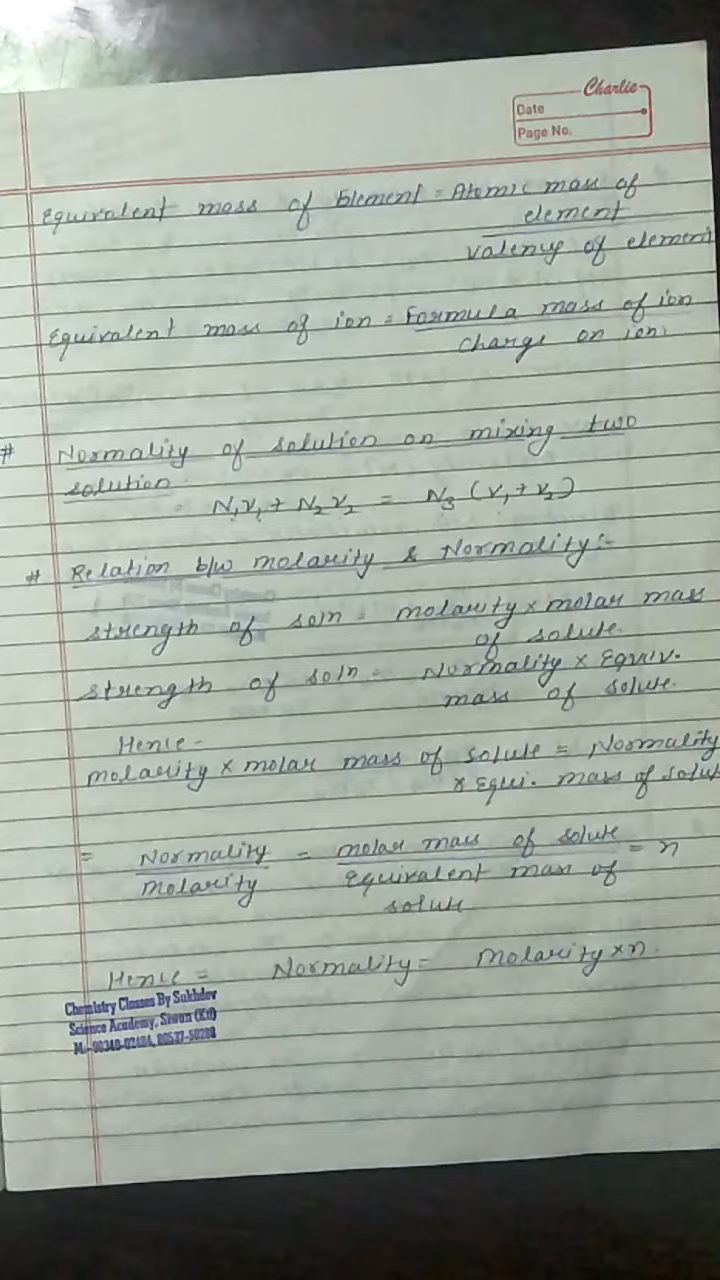 Charlie
Date
Page No.
Equivalent mass of Element = Atomic mass of
element
valency of element
Equivalent mass of ion = Formula mass of ion
charge on ion.
# Normality of solution on mixing two
solution
N₁V₁ + N₂V₂ = N₃ (V₁ + V₂)
# Relation b/w molarity & Normality:-
strength of soln = molarity × molar mass
of solute.
strength of soln = Normality × Equiv.
mass of solute.
Hence -
molarity × molar mass of solute = Normality
× Equi. mass of solut
= Normality = molar mass of solute = n
Molarity Equivalent mass of
solute
Hence = Normality = Molarity × n.
Chemistry Classes By Sukhdev
Science Academy, Siwan (Ktl)